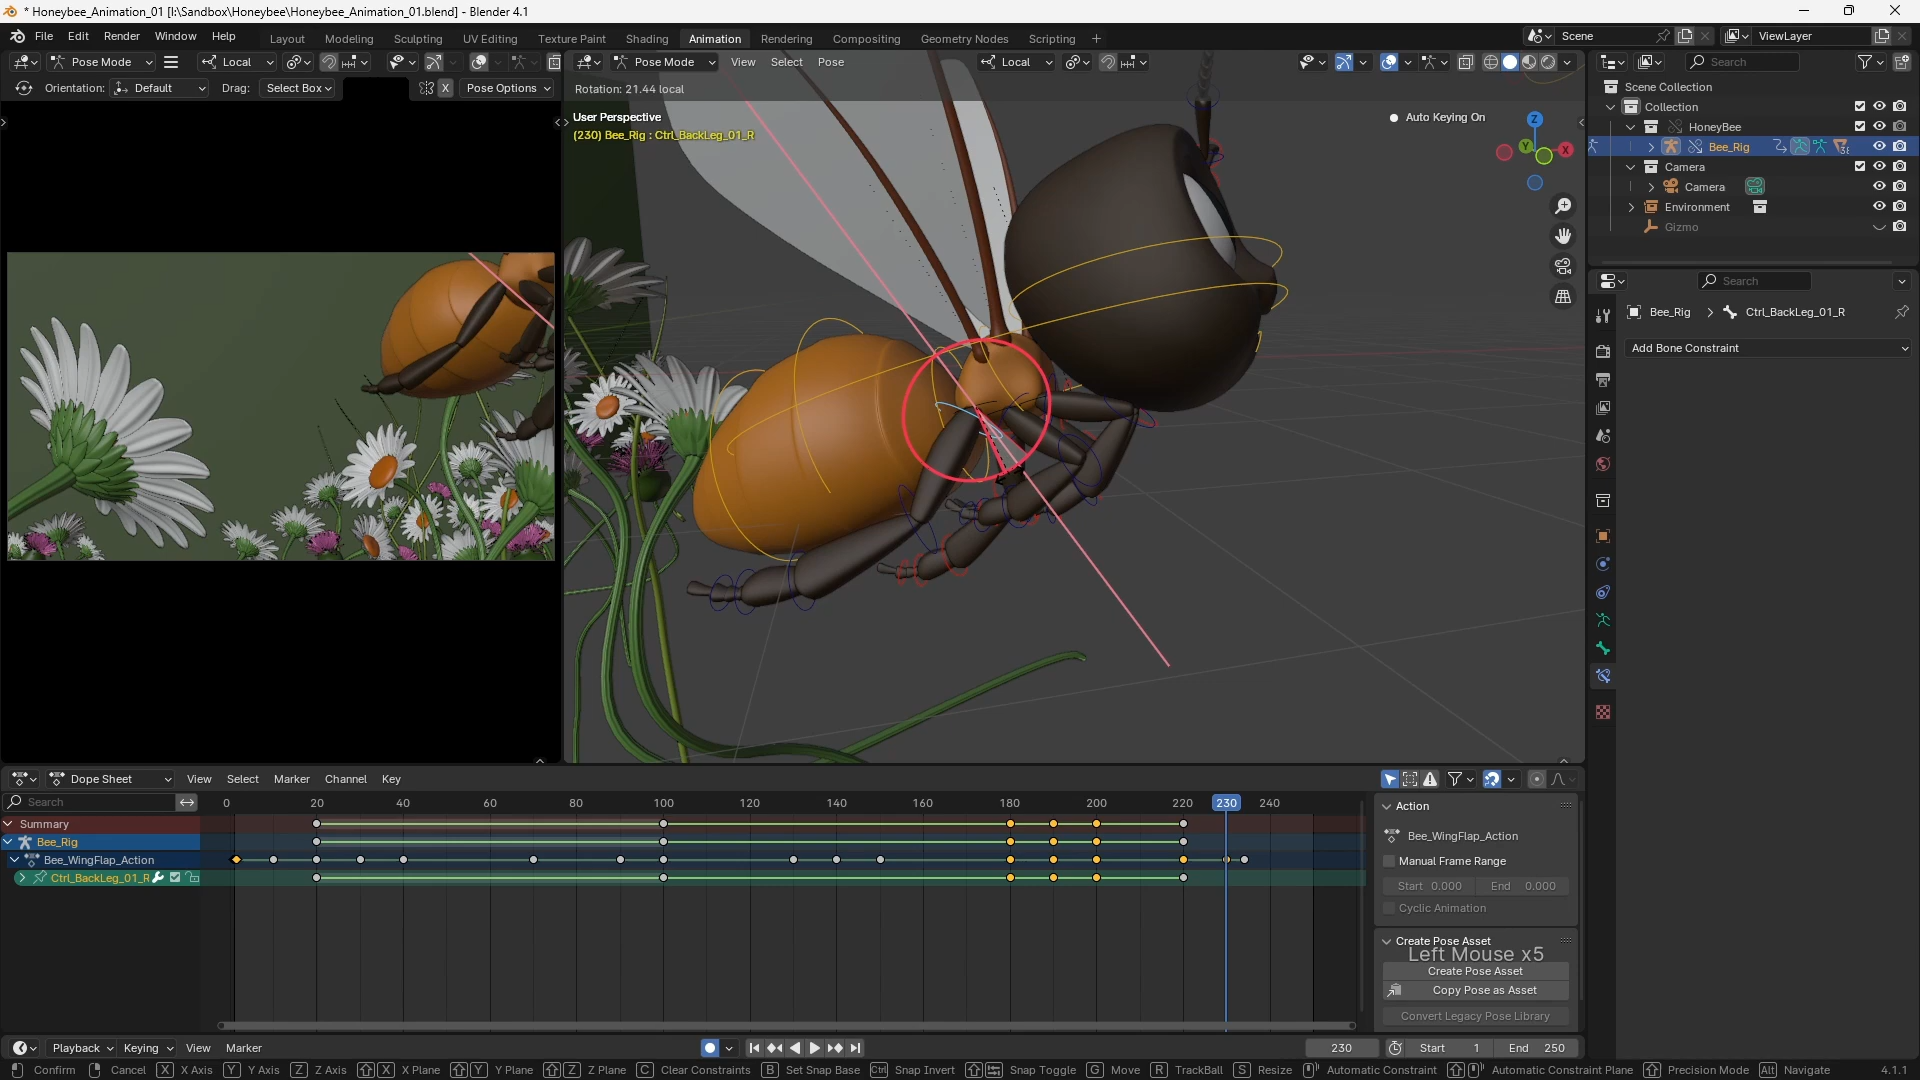 * Honeybee_Animation_01 [I:\Sandbox\Honeybee\Honeybee_Animation_01.blend] - Blender 4.1
File Edit Render Window Help Layout Modeling Sculpting UV Editing Texture Paint Shading Animation Rendering Compositing Geometry Nodes Scripting + Scene ViewLayer
Pose Mode Local Pose Mode View Select Pose Local Search
Orientation: Default Drag: Select Box X Pose Options
Rotation: 21.44 local
User Perspective
(230) Bee_Rig : Ctrl_BackLeg_01_R
Auto Keying On
Z
Y
X
Scene Collection
Collection
HoneyBee
Bee_Rig
Camera
Camera
Environment
Gizmo
Search
Bee_Rig > Ctrl_BackLeg_01_R
Add Bone Constraint
Dope Sheet View Select Marker Channel Key
Search 0 20 40 60 80 100 120 140 160 180 200 220 230 240
Summary
Bee_Rig
Bee_WingFlap_Action
Ctrl_BackLeg_01_R
Action
Bee_WingFlap_Action
Manual Frame Range
Start 0.000 End 0.000
Cyclic Animation
Create Pose Asset
Left Mouse x5
Create Pose Asset
Copy Pose as Asset
Convert Legacy Pose Library
Playback Keying View Marker 230 Start 1 End 250
Confirm Cancel X X Axis Y Y Axis Z Z Axis X X Plane Y Y Plane Z Z Plane C Clear Constraints B Set Snap Base Ctrl Snap Invert Snap Toggle G Move R TrackBall S Resize Automatic Constraint Automatic Constraint Plane Precision Mode Alt Navigate 4.1.1